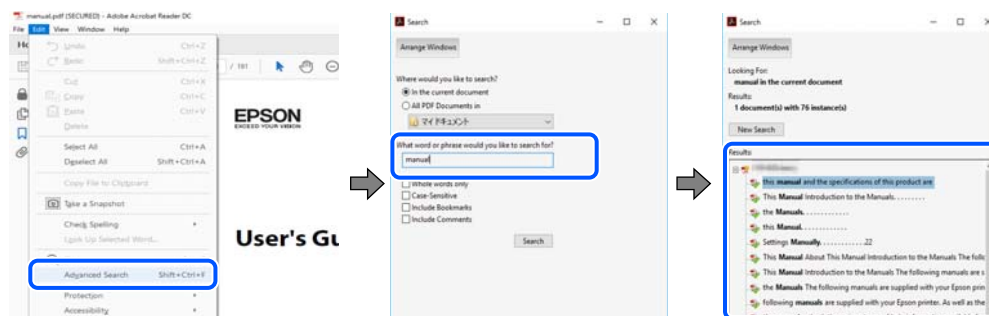 manual.pdf (SECURED) - Adobe Acrobat Reader DC
File Edit View Window Help
Undo Ctrl+Z
Redo Shift+Ctrl+Z
Cut Ctrl+X
Copy Ctrl+C
Paste Ctrl+V
Delete
Select All Ctrl+A
Deselect All Shift+Ctrl+A
Copy File to Clipboard
Take a Snapshot
Check Spelling
Look Up Selected Word...
Advanced Search Shift+Ctrl+F
Protection
Accessibility
/ 181
EPSON
EXCEED YOUR VISION
User's Gu
Search
Arrange Windows
Where would you like to search?
In the current document
All PDF Documents in
マイ ドキュメント
What word or phrase would you like to search for?
manual
Whole words only
Case-Sensitive
Include Bookmarks
Include Comments
Search
Search
Arrange Windows
Looking For:
manual in the current document
Results:
1 document(s) with 76 instance(s)
New Search
Results:
this manual and the specifications of this product are
This Manual Introduction to the Manuals. . . . . . . .
the Manuals. . . . . . . . . . . .
this Manual. . . . . . . . . . . .
Settings Manually. . . . . . . . . . . .22
This Manual About This Manual Introduction to the Manuals The follo
This Manual Introduction to the Manuals The following manuals are s
the Manuals The following manuals are supplied with your Epson prin
following manuals are supplied with your Epson printer. As well as the